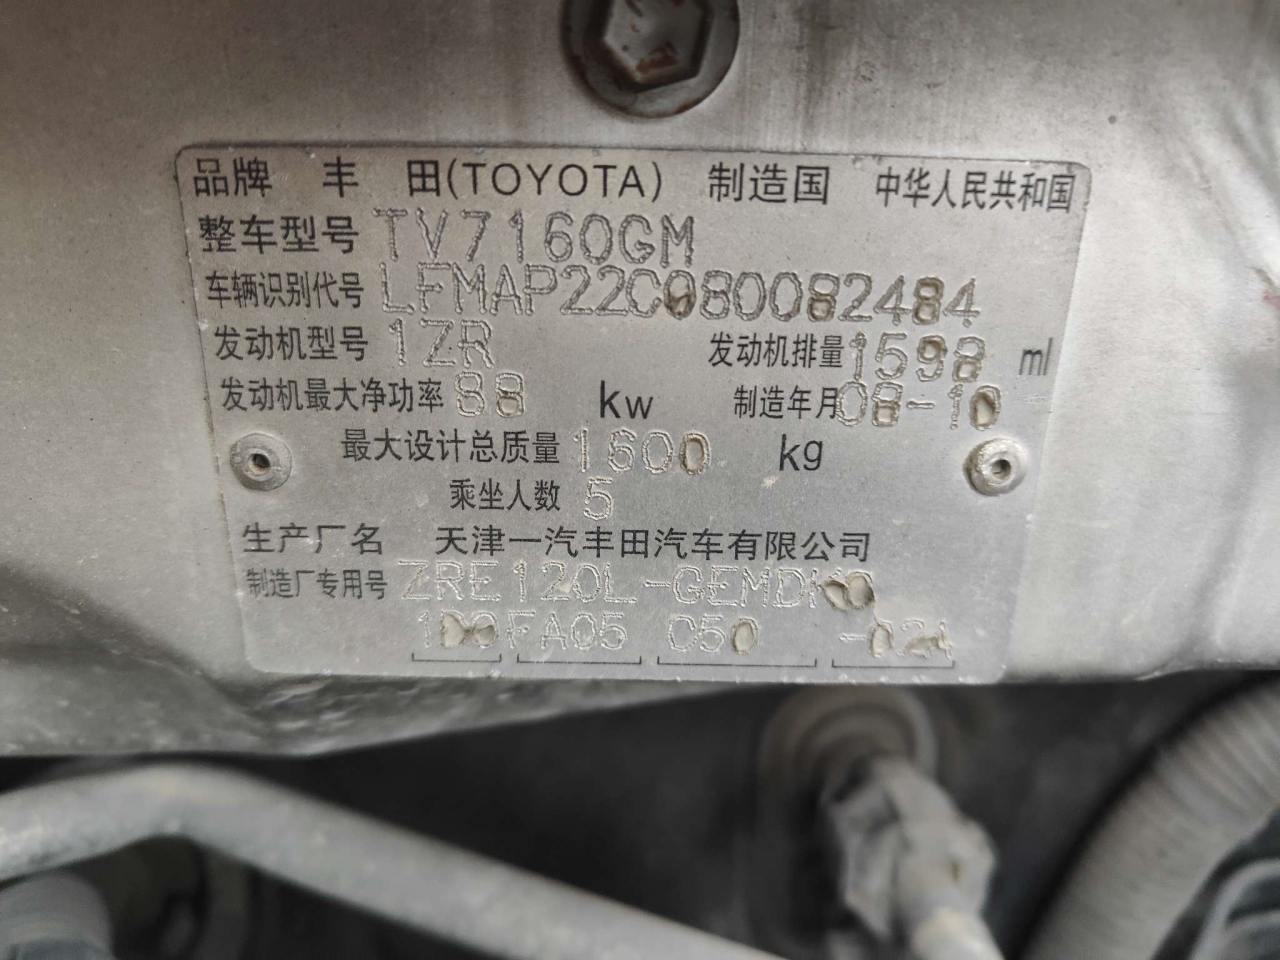 品牌 丰 田(TOYOTA) 制造国 中华人民共和国
整车型号 TV7160GM
车辆识别代号 LFMAP22C080082484
发动机型号 1ZR 发动机排量 1598 ml
发动机最大净功率 88 kw 制造年月 08-10
最大设计总质量 1600 kg
乘坐人数 5
生产厂名 天津一汽丰田汽车有限公司
制造厂专用号 ZRE120L-GEMDK
FA05 C50